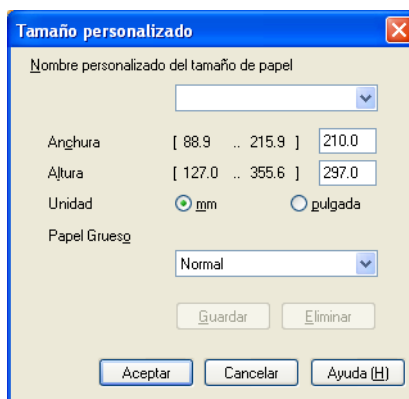 Tamaño personalizado
Nombre personalizado del tamaño de papel
Anchura [ 88.9 .. 215.9 ] 210.0
Altura [ 127.0 .. 355.6 ] 297.0
Unidad mm pulgada
Papel Grueso
Normal
Guardar Eliminar
Aceptar Cancelar Ayuda (H)